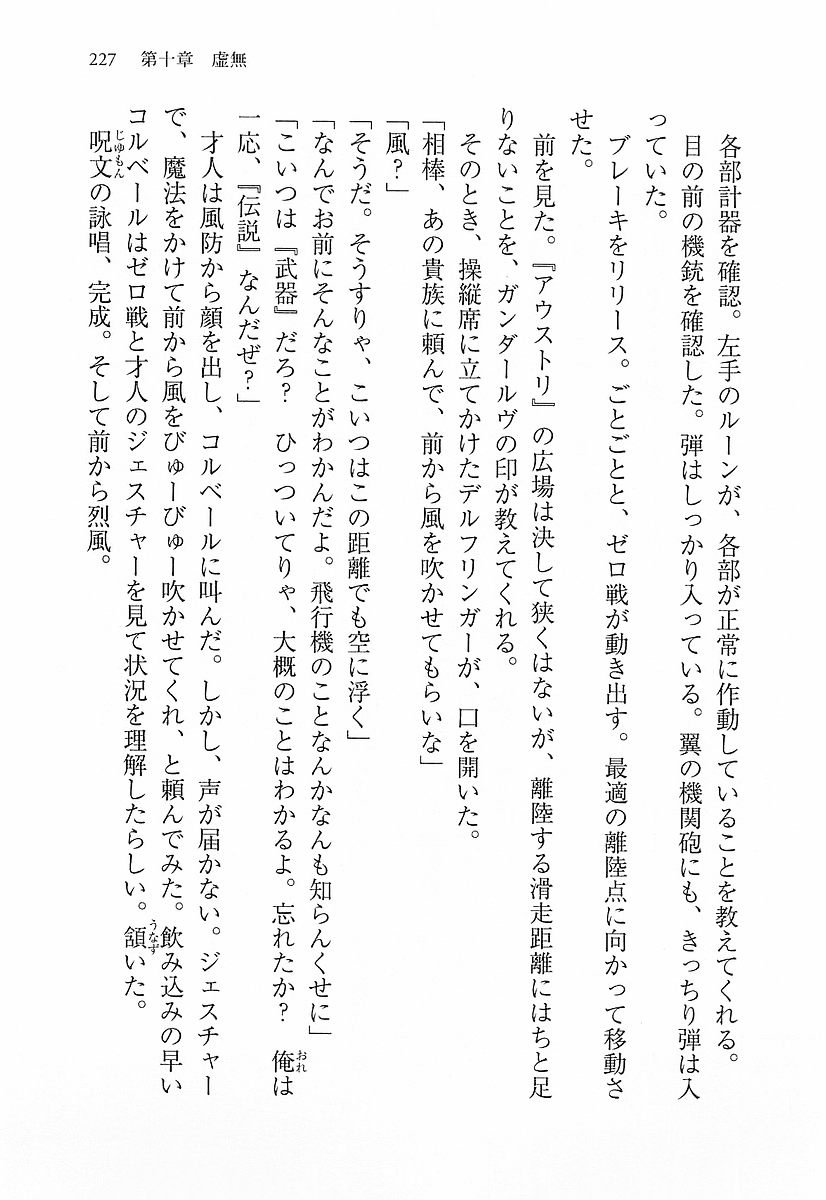 227　第十章　虚無
　各部計器を確認。左手のルーンが、各部が正常に作動していることを教えてくれる。
　目の前の機銃を確認した。弾はしっかり入っている。翼の機関砲にも、きっちり弾は入
っていた。
　ブレーキをリリース。ごとごとと、ゼロ戦が動き出す。最適の離陸点に向かって移動さ
せた。
　前を見た。『アウストリ』の広場は決して狭くはないが、離陸する滑走距離にはちと足
りないことを、ガンダールヴの印が教えてくれる。
　そのとき、操縦席に立てかけたデルフリンガーが、口を開いた。
「相棒、あの貴族に頼んで、前から風を吹かせてもらいな」
「風？」
「そうだ。そうすりゃ、こいつはこの距離でも空に浮く」
「なんでお前にそんなことがわかんだよ。飛行機のことなんかなんも知らんくせに」
「こいつは『武器』だろ？　ひっついてりゃ、大概のことはわかるよ。忘れたか？　俺は
一応、『伝説』なんだぜ？」
　才人は風防から顔を出し、コルベールに叫んだ。しかし、声が届かない。ジェスチャー
で、魔法をかけて前から風をびゅーびゅー吹かせてくれ、と頼んでみた。飲み込みの早い
コルベールはゼロ戦と才人のジェスチャーを見て状況を理解したらしい。頷いた。
　呪文の詠唱、完成。そして前から烈風。